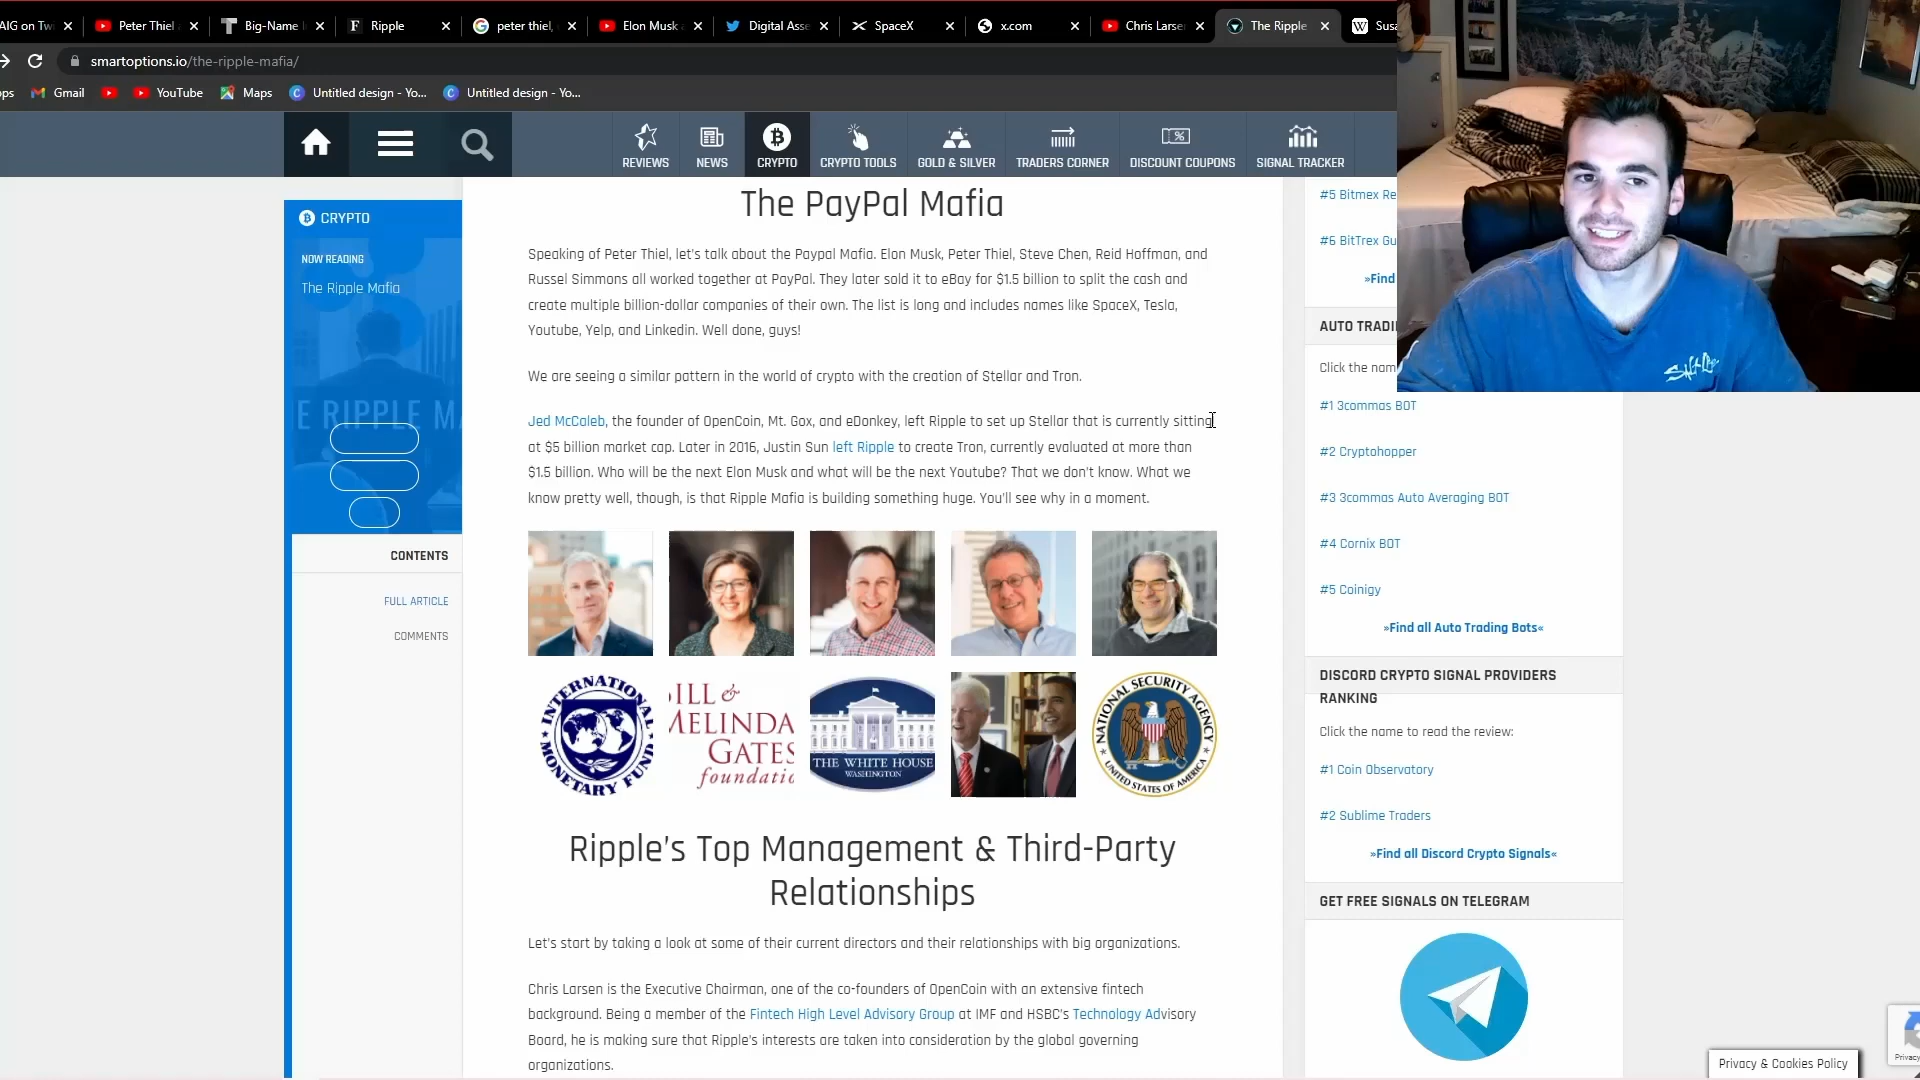 AIG on Tw
Peter Thiel
Big-Name I
Ripple
peter thiel,
Elon Musk
Digital Asse
SpaceX
x.com
Chris Larse
The Ripple
Susa
smartoptions.io/the-ripple-mafia/
ps
Gmail
YouTube
Maps
Untitled design - Yo...
Untitled design - Yo...
REVIEWS
NEWS
CRYPTO
CRYPTO TOOLS
GOLD & SILVER
TRADERS CORNER
DISCOUNT COUPONS
SIGNAL TRACKER
CRYPTO
NOW READING
The Ripple Mafia
E RIPPLE M
CONTENTS
FULL ARTICLE
COMMENTS
The PayPal Mafia
Speaking of Peter Thiel, let's talk about the Paypal Mafia. Elon Musk, Peter Thiel, Steve Chen, Reid Hoffman, and
Russel Simmons all worked together at PayPal. They later sold it to eBay for $1.5 billion to split the cash and
create multiple billion-dollar companies of their own. The list is long and includes names like SpaceX, Tesla,
Youtube, Yelp, and Linkedin. Well done, guys!
We are seeing a similar pattern in the world of crypto with the creation of Stellar and Tron.
Jed McCaleb, the founder of OpenCoin, Mt. Gox, and eDonkey, left Ripple to set up Stellar that is currently sitting
at $5 billion market cap. Later in 2016, Justin Sun left Ripple to create Tron, currently evaluated at more than
$1.5 billion. Who will be the next Elon Musk and what will be the next Youtube? That we don't know. What we
know pretty well, though, is that Ripple Mafia is building something huge. You'll see why in a moment.
INTERNATIONAL MONETARY FUND
ILL &
MELINDA
GATES
foundatio
THE WHITE HOUSE
WASHINGTON
NATIONAL SECURITY AGENCY
UNITED STATES OF AMERICA
Ripple's Top Management & Third-Party
Relationships
Let's start by taking a look at some of their current directors and their relationships with big organizations.
Chris Larsen is the Executive Chairman, one of the co-founders of OpenCoin with an extensive fintech
background. Being a member of the Fintech High Level Advisory Group at IMF and HSBC's Technology Advisory
Board, he is making sure that Ripple's interests are taken into consideration by the global governing
organizations.
#5 Bitmex Re
#6 BitTrex Gu
»Find
AUTO TRADI
Click the nam
#1 3commas BOT
#2 Cryptohopper
#3 3commas Auto Averaging BOT
#4 Cornix BOT
#5 Coinigy
»Find all Auto Trading Bots«
DISCORD CRYPTO SIGNAL PROVIDERS
RANKING
Click the name to read the review:
#1 Coin Observatory
#2 Sublime Traders
»Find all Discord Crypto Signals«
GET FREE SIGNALS ON TELEGRAM
Salt Life
Privacy & Cookies Policy
Privacy